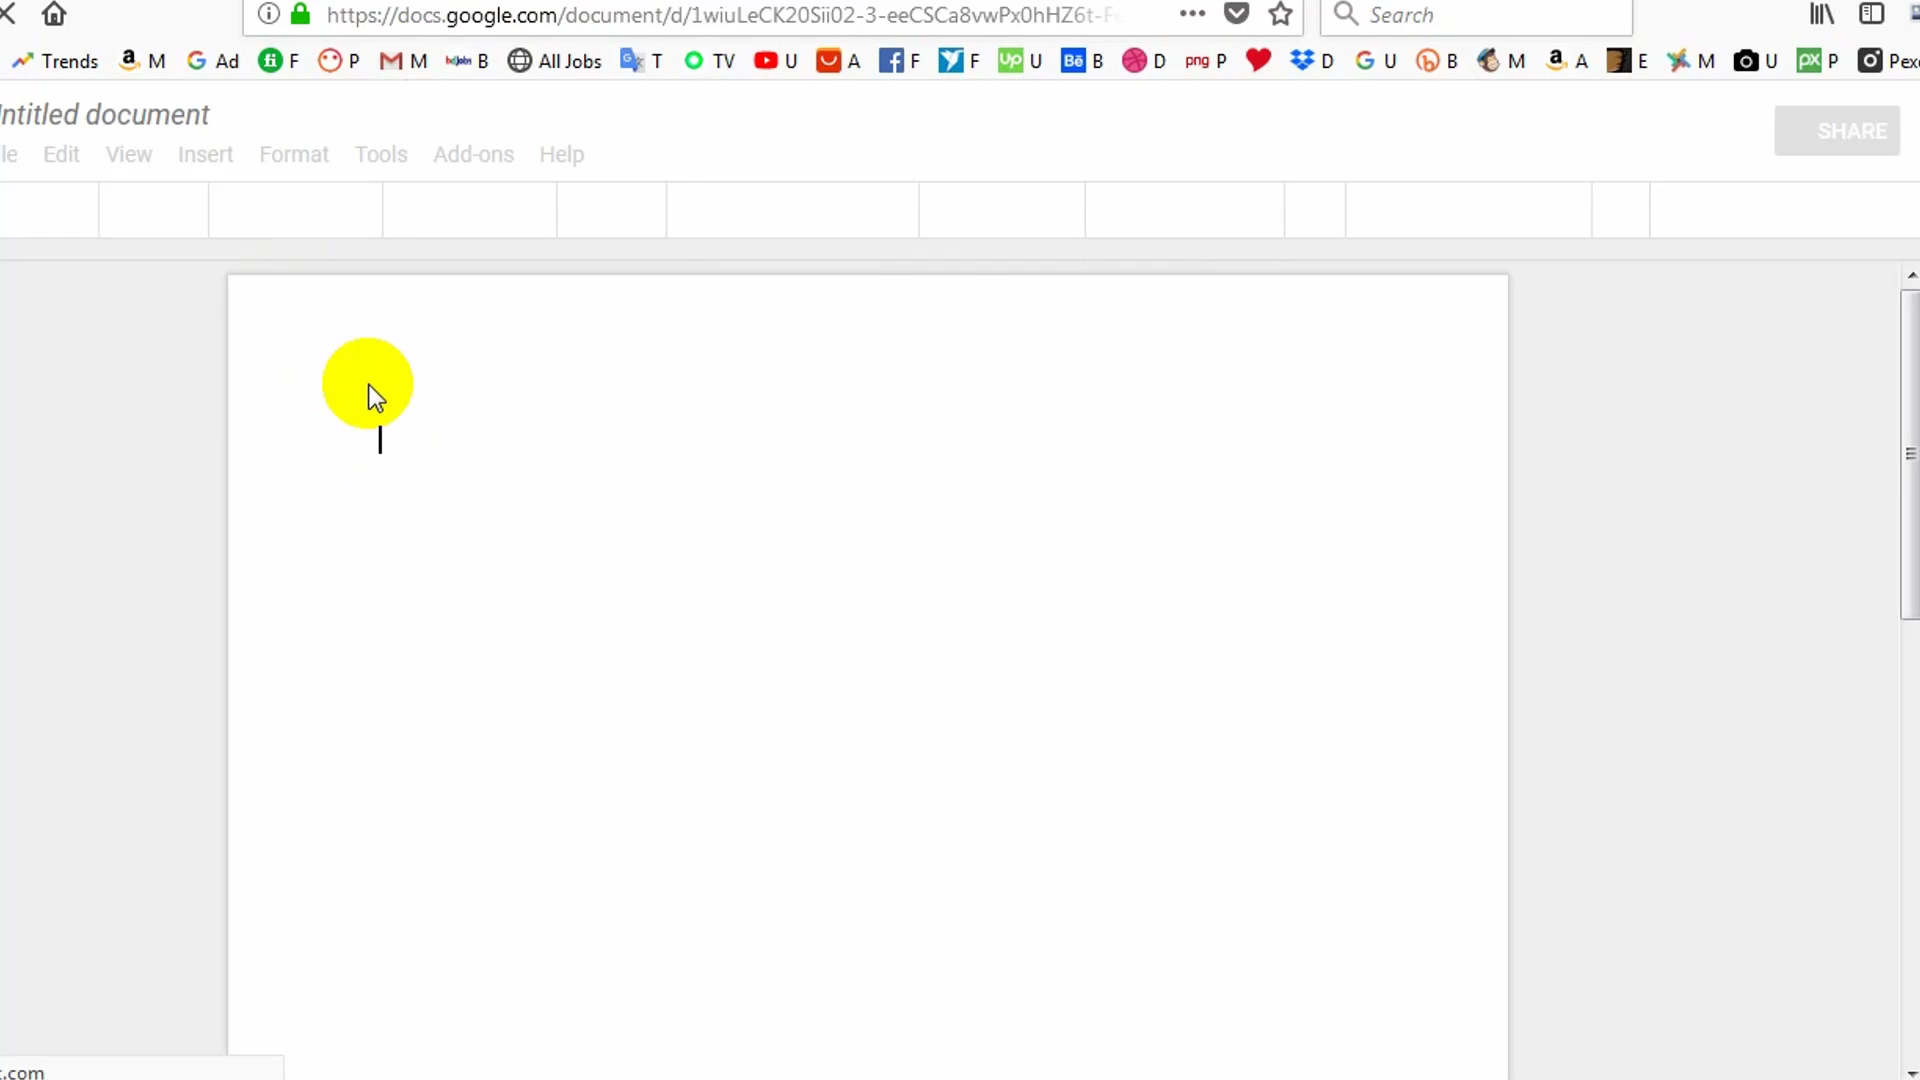 https://docs.google.com/document/d/1wiuLeCK20Sii02-3-eeCSCa8vwPx0hHZ6t-F
Search
Trends M Ad F P M B All Jobs T TV U A F F U B D P D U B M A E M U P Pexe
ntitled document
SHARE
le Edit View Insert Format Tools Add-ons Help
.com